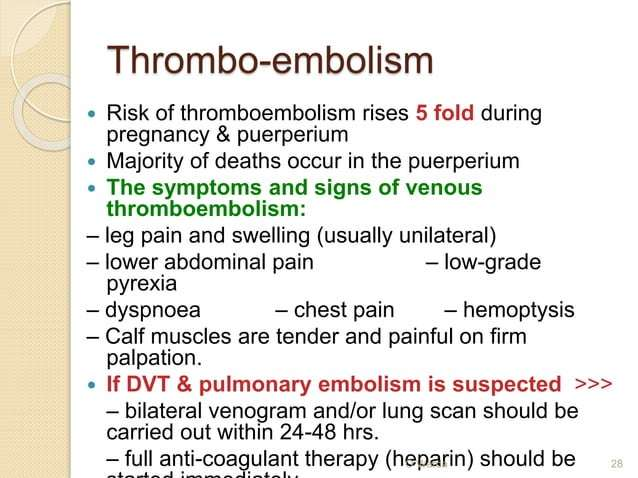 Thrombo-embolism
• Risk of thromboembolism rises 5 fold during
pregnancy & puerperium
• Majority of deaths occur in the puerperium
• The symptoms and signs of venous
thromboembolism:
– leg pain and swelling (usually unilateral)
– lower abdominal pain – low-grade
pyrexia
– dyspnoea – chest pain – hemoptysis
– Calf muscles are tender and painful on firm
palpation.
• If DVT & pulmonary embolism is suspected >>>
– bilateral venogram and/or lung scan should be
carried out within 24-48 hrs.
– full anti-coagulant therapy (heparin) should be
started immediately
28